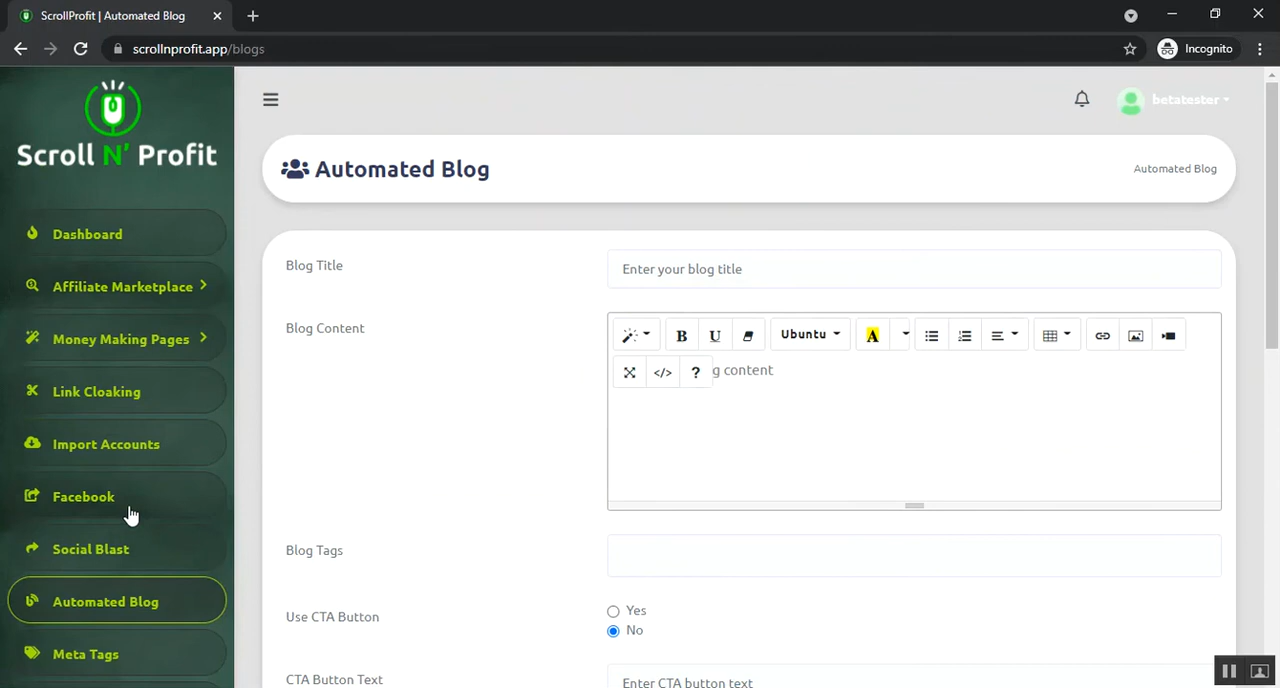 ScrollProfit | Automated Blog
scrollnprofit.app/blogs
Incognito
Scroll N' Profit
betatester
Automated Blog
Automated Blog
Dashboard
Affiliate Marketplace
Money Making Pages
Link Cloaking
Import Accounts
Facebook
Social Blast
Automated Blog
Meta Tags
Blog Title
Enter your blog title
Blog Content
B U Ubuntu A
</> ? g content
Blog Tags
Use CTA Button
Yes
No
CTA Button Text
Enter CTA button text